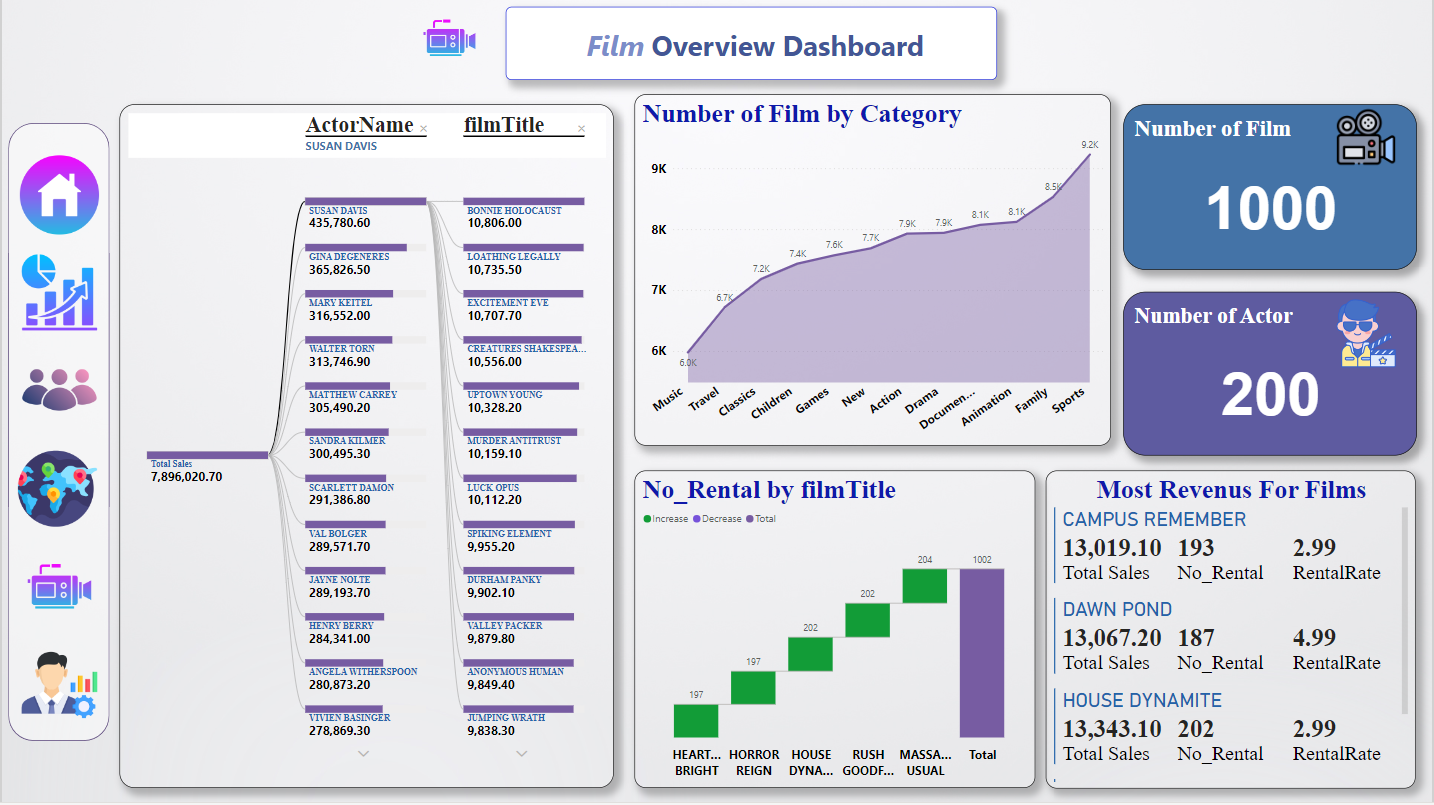 Film Overview Dashboard
ActorName ×
SUSAN DAVIS
filmTitle ×
Total Sales
7,896,020.70
SUSAN DAVIS
435,780.60
GINA DEGENERES
365,826.50
MARY KEITEL
316,552.00
WALTER TORN
313,746.90
MATTHEW CARREY
305,490.20
SANDRA KILMER
300,495.30
SCARLETT DAMON
291,386.80
VAL BOLGER
289,571.70
JAYNE NOLTE
289,193.70
HENRY BERRY
284,341.00
ANGELA WITHERSPOON
280,873.20
VIVIEN BASINGER
278,869.30
BONNIE HOLOCAUST
10,806.00
LOATHING LEGALLY
10,735.50
EXCITEMENT EVE
10,707.70
CREATURES SHAKESPEA...
10,556.00
UPTOWN YOUNG
10,328.20
MURDER ANTITRUST
10,159.10
LUCK OPUS
10,112.20
SPIKING ELEMENT
9,955.20
DURHAM PANKY
9,902.10
VALLEY PACKER
9,879.80
ANONYMOUS HUMAN
9,849.40
JUMPING WRATH
9,838.30
Number of Film by Category
9K
8K
7K
6K
6.0K
6.7K
7.2K
7.4K
7.6K
7.7K
7.9K
7.9K
8.1K
8.1K
8.5K
9.2K
Music
Travel
Classics
Children
Games
New
Action
Drama
Documen...
Animation
Family
Sports
Number of Film
1000
Number of Actor
200
No_Rental by filmTitle
Increase Decrease Total
197
197
202
202
204
1002
HEART...
BRIGHT
HORROR
REIGN
HOUSE
DYNA...
RUSH
GOODF...
MASSA...
USUAL
Total
Most Revenus For Films
CAMPUS REMEMBER
13,019.10 193 2.99
Total Sales No_Rental RentalRate
DAWN POND
13,067.20 187 4.99
Total Sales No_Rental RentalRate
HOUSE DYNAMITE
13,343.10 202 2.99
Total Sales No_Rental RentalRate